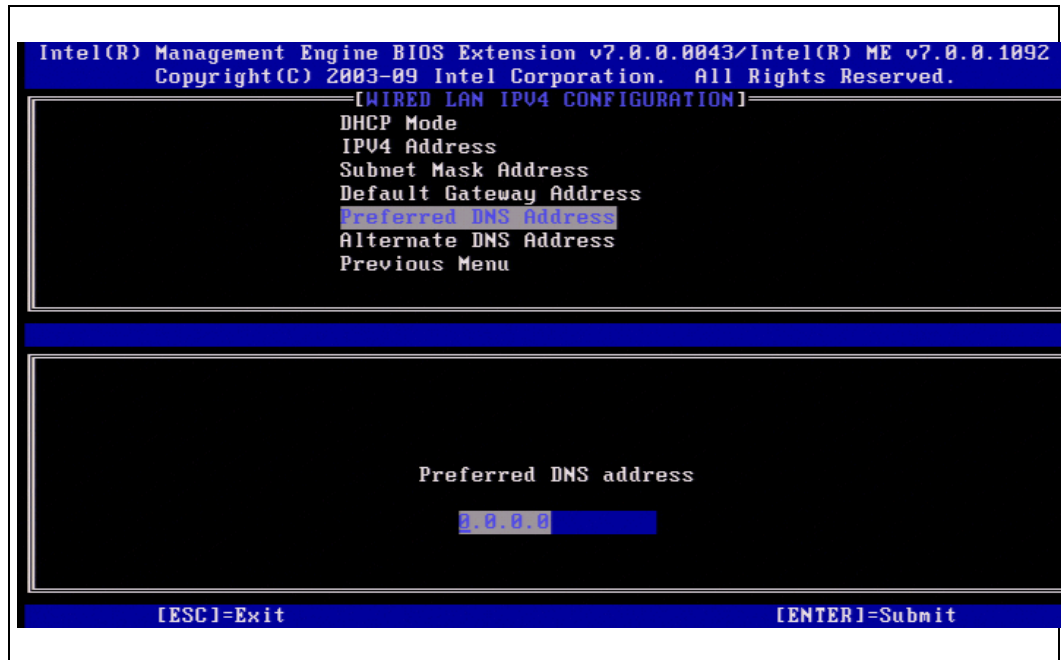 Intel(R) Management Engine BIOS Extension v7.0.0.0043/Intel(R) ME v7.0.0.1092
Copyright(C) 2003-09 Intel Corporation. All Rights Reserved.
[WIRED LAN IPV4 CONFIGURATION]
DHCP Mode
IPV4 Address
Subnet Mask Address
Default Gateway Address
Preferred DNS Address
Alternate DNS Address
Previous Menu
Preferred DNS address
0.0.0.0
[ESC]=Exit [ENTER]=Submit